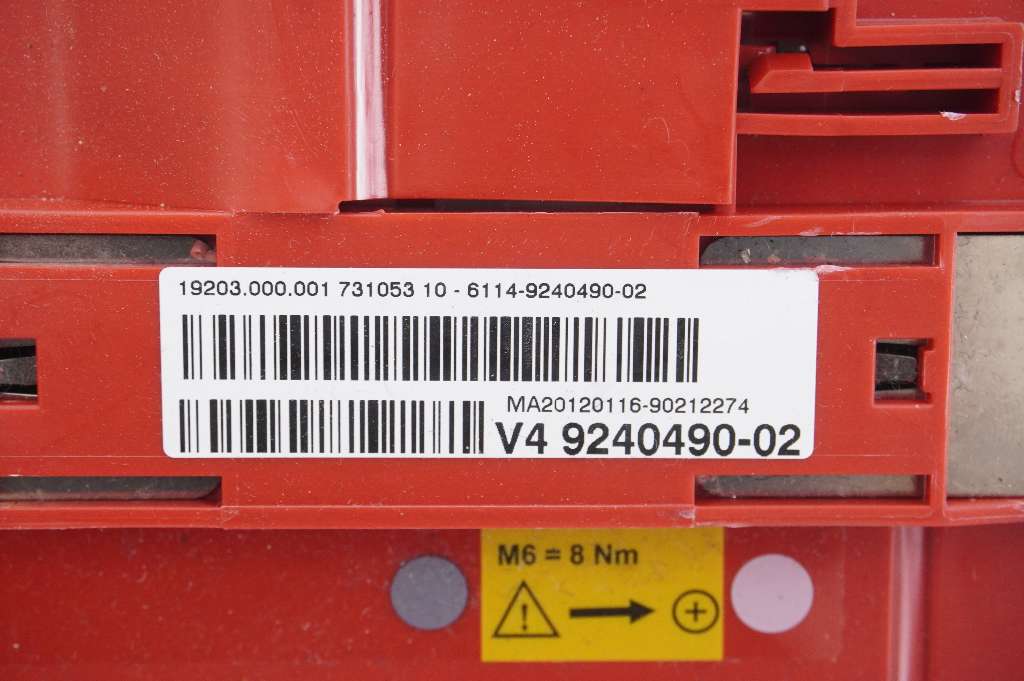 19203.000.001 731053 10 - 6114-9240490-02
MA20120116-90212274
V4 9240490-02
M6 = 8 Nm